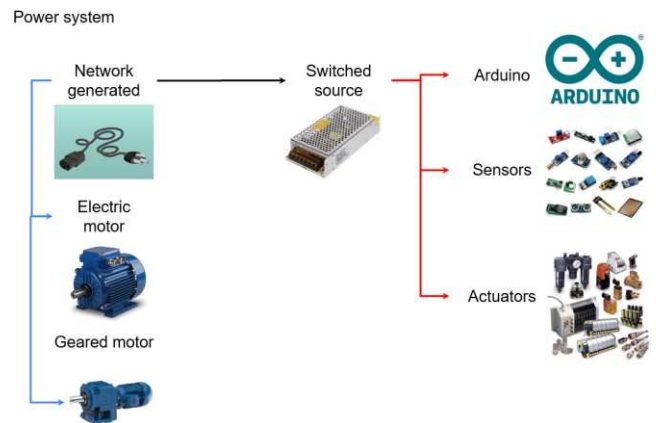 Power system
Network
generated
Switched
source
Arduino
ARDUINO
Sensors
Electric
motor
Actuators
Geared motor